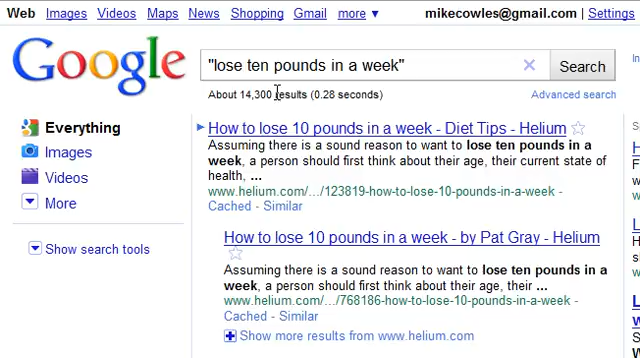 Web Images Videos Maps News Shopping Gmail more ▼ mikecowles@gmail.com | Settings
Google "lose ten pounds in a week" Search
About 14,300 results (0.28 seconds) Advanced search
Everything
Images
Videos
More
Show search tools
How to lose 10 pounds in a week - Diet Tips - Helium
Assuming there is a sound reason to want to lose ten pounds in a
week, a person should first think about their age, their current state of
health, ...
www.helium.com/.../123819-how-to-lose-10-pounds-in-a-week -
Cached - Similar
How to lose 10 pounds in a week - by Pat Gray - Helium
Assuming there is a sound reason to want to lose ten pounds in a
week, a person should first think about their age, their ...
www.helium.com/.../768186-how-to-lose-10-pounds-in-a-week -
Cached - Similar
Show more results from www.helium.com